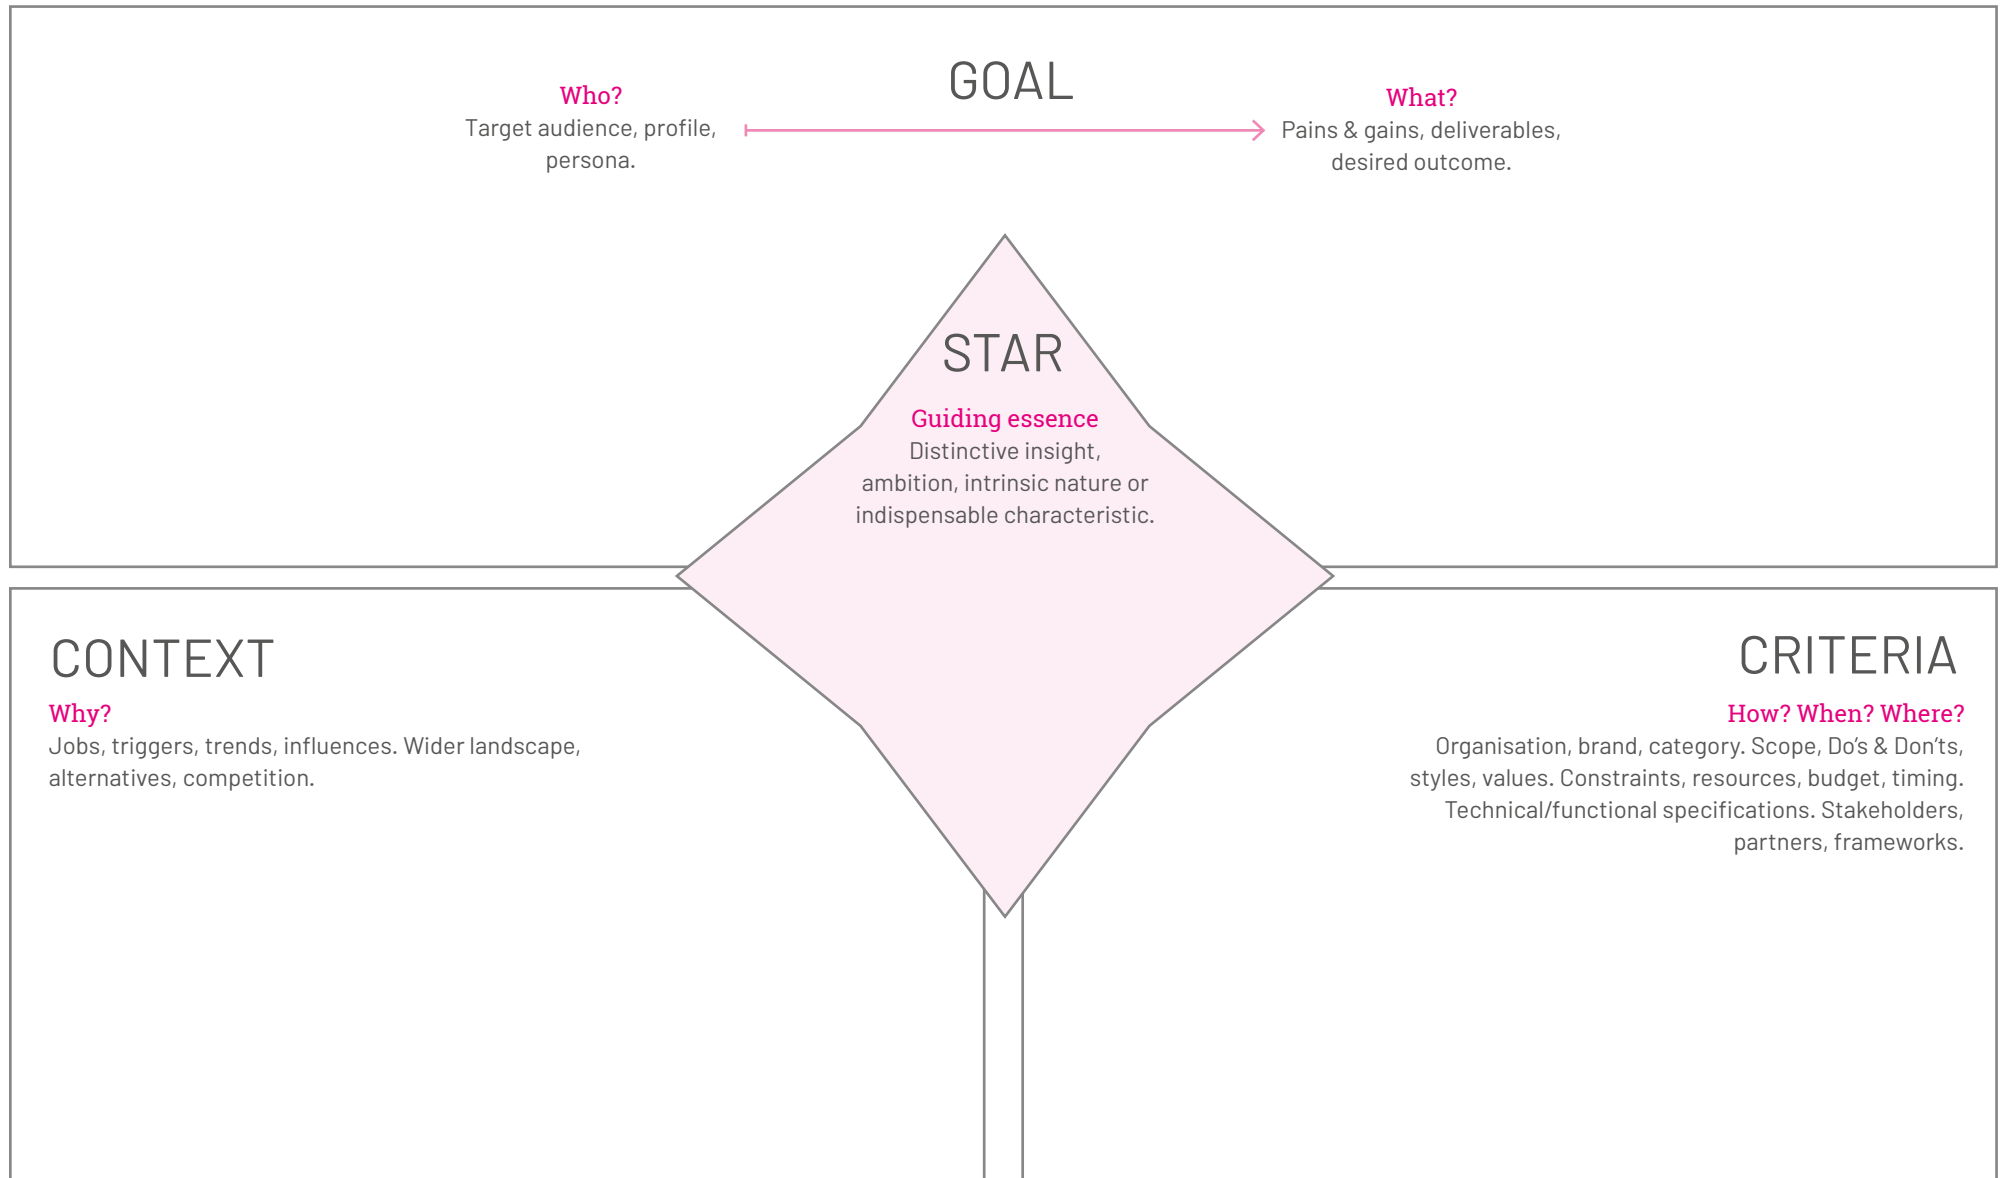 GOAL
Who?
Target audience, profile,
persona.
What?
Pains & gains, deliverables,
desired outcome.
STAR
Guiding essence
Distinctive insight,
ambition, intrinsic nature or
indispensable characteristic.
CONTEXT
Why?
Jobs, triggers, trends, influences. Wider landscape,
alternatives, competition.
CRITERIA
How? When? Where?
Organisation, brand, category. Scope, Do’s & Don’ts,
styles, values. Constraints, resources, budget, timing.
Technical/functional specifications. Stakeholders,
partners, frameworks.